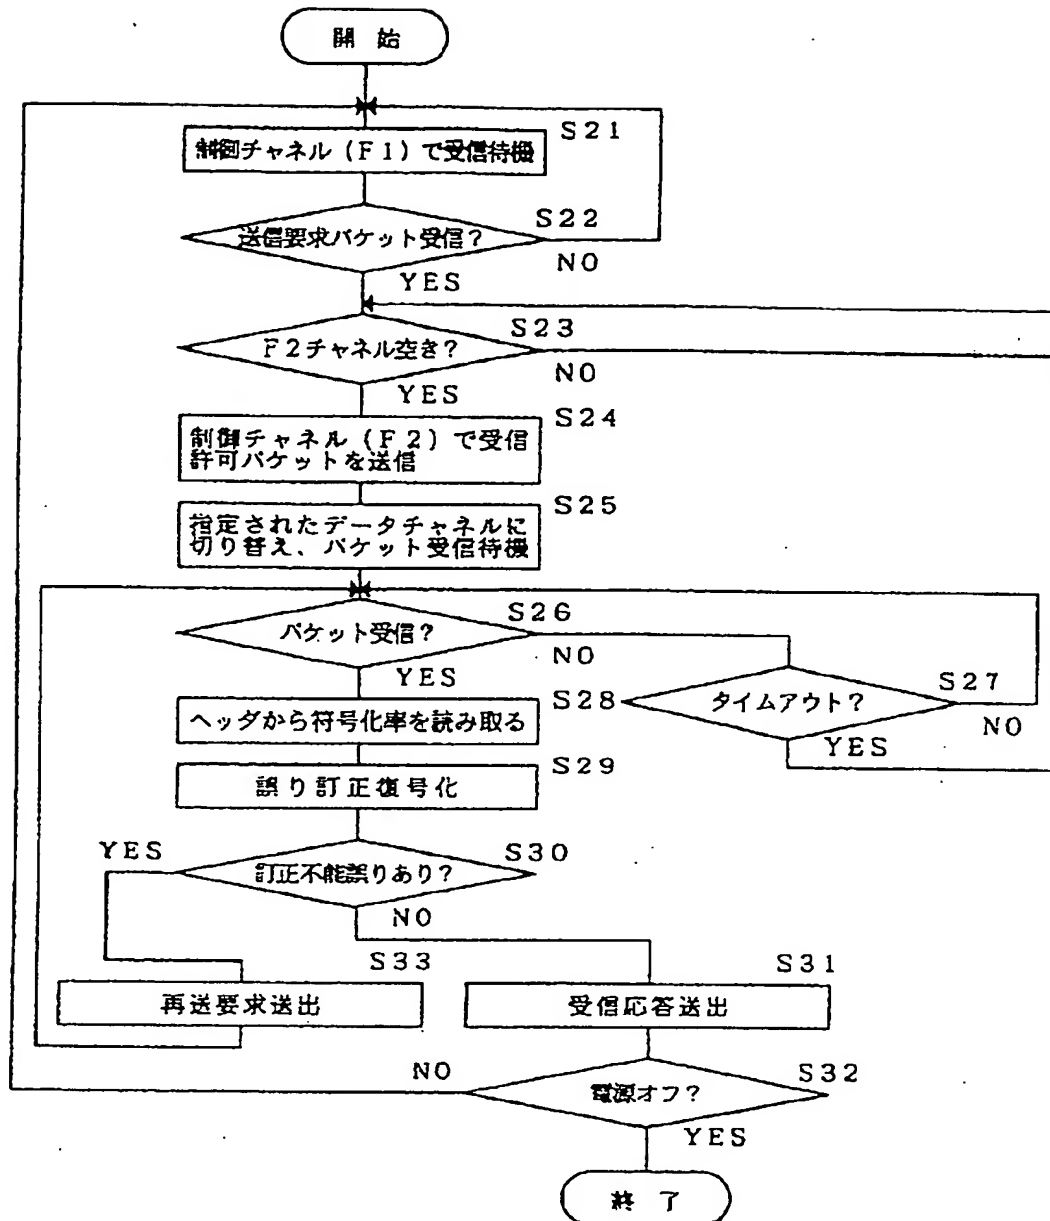 開 始
S21
制御チャネル(F1)で受信待機
S22
送信要求パケット受信?
NO
YES
S23
F2チャネル空き?
NO
YES
S24
制御チャネル(F2)で受信
許可パケットを送信
S25
指定されたデータチャネルに
切り替え、パケット受信待機
S26
パケット受信?
NO
YES
S27
タイムアウト?
NO
YES
S28
ヘッダから符号化率を読み取る
S29
誤り訂正復号化
YES
S30
訂正不能誤りあり?
NO
S33
再送要求送出
S31
受信応答送出
NO
S32
電源オフ?
YES
終 了